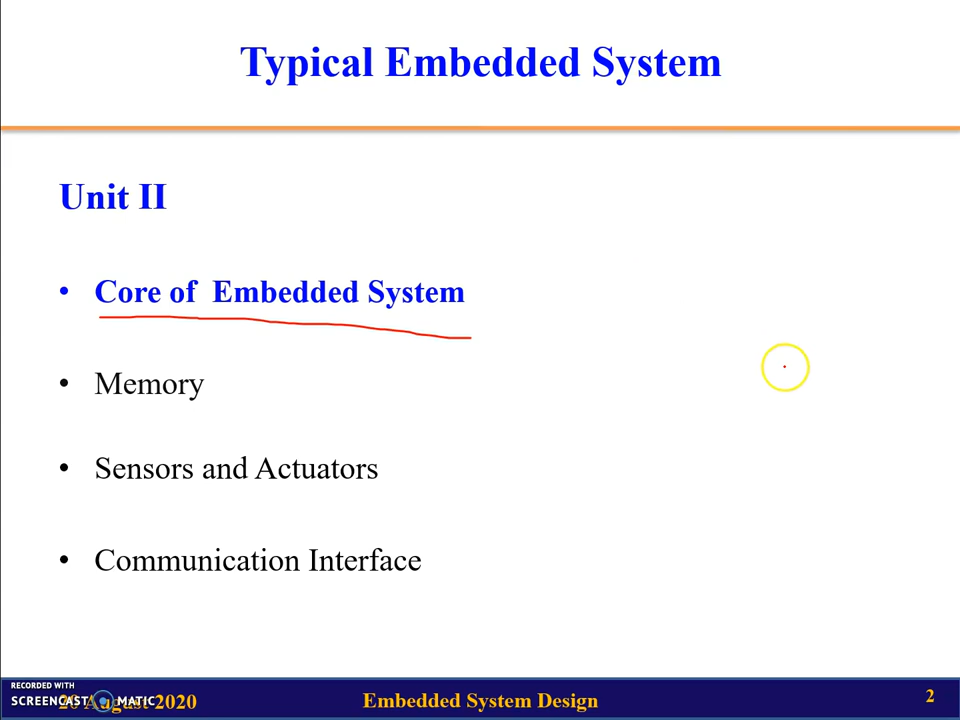 Typical Embedded System
Unit II
• Core of Embedded System
• Memory
• Sensors and Actuators
• Communication Interface
RECORDED WITH
SCREENCAST MATIC
August 2020
Embedded System Design
2